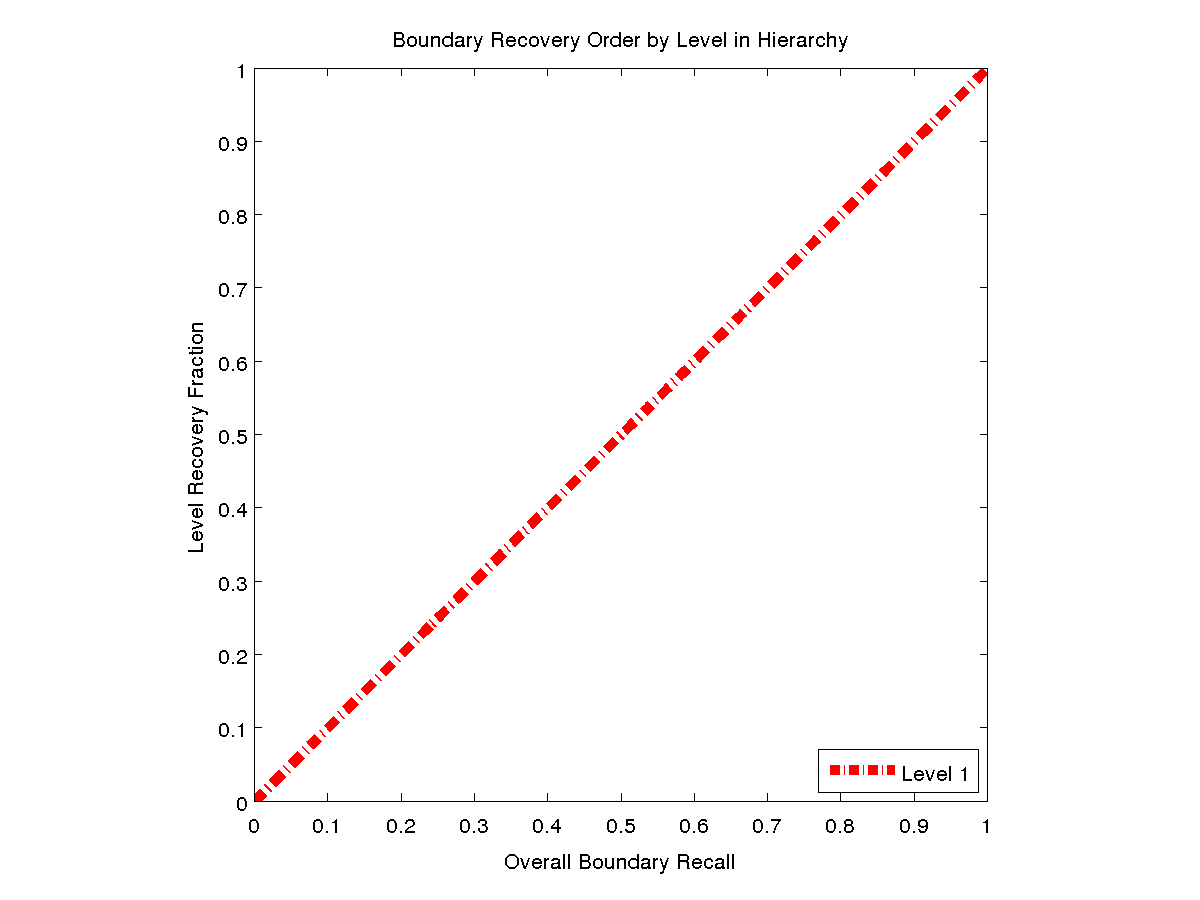 Boundary Recovery Order by Level in Hierarchy
1
0.9
0.8
0.7
0.6
0.5
0.4
0.3
0.2
0.1
0
Level Recovery Fraction
Level 1
0 0.1 0.2 0.3 0.4 0.5 0.6 0.7 0.8 0.9 1
Overall Boundary Recall